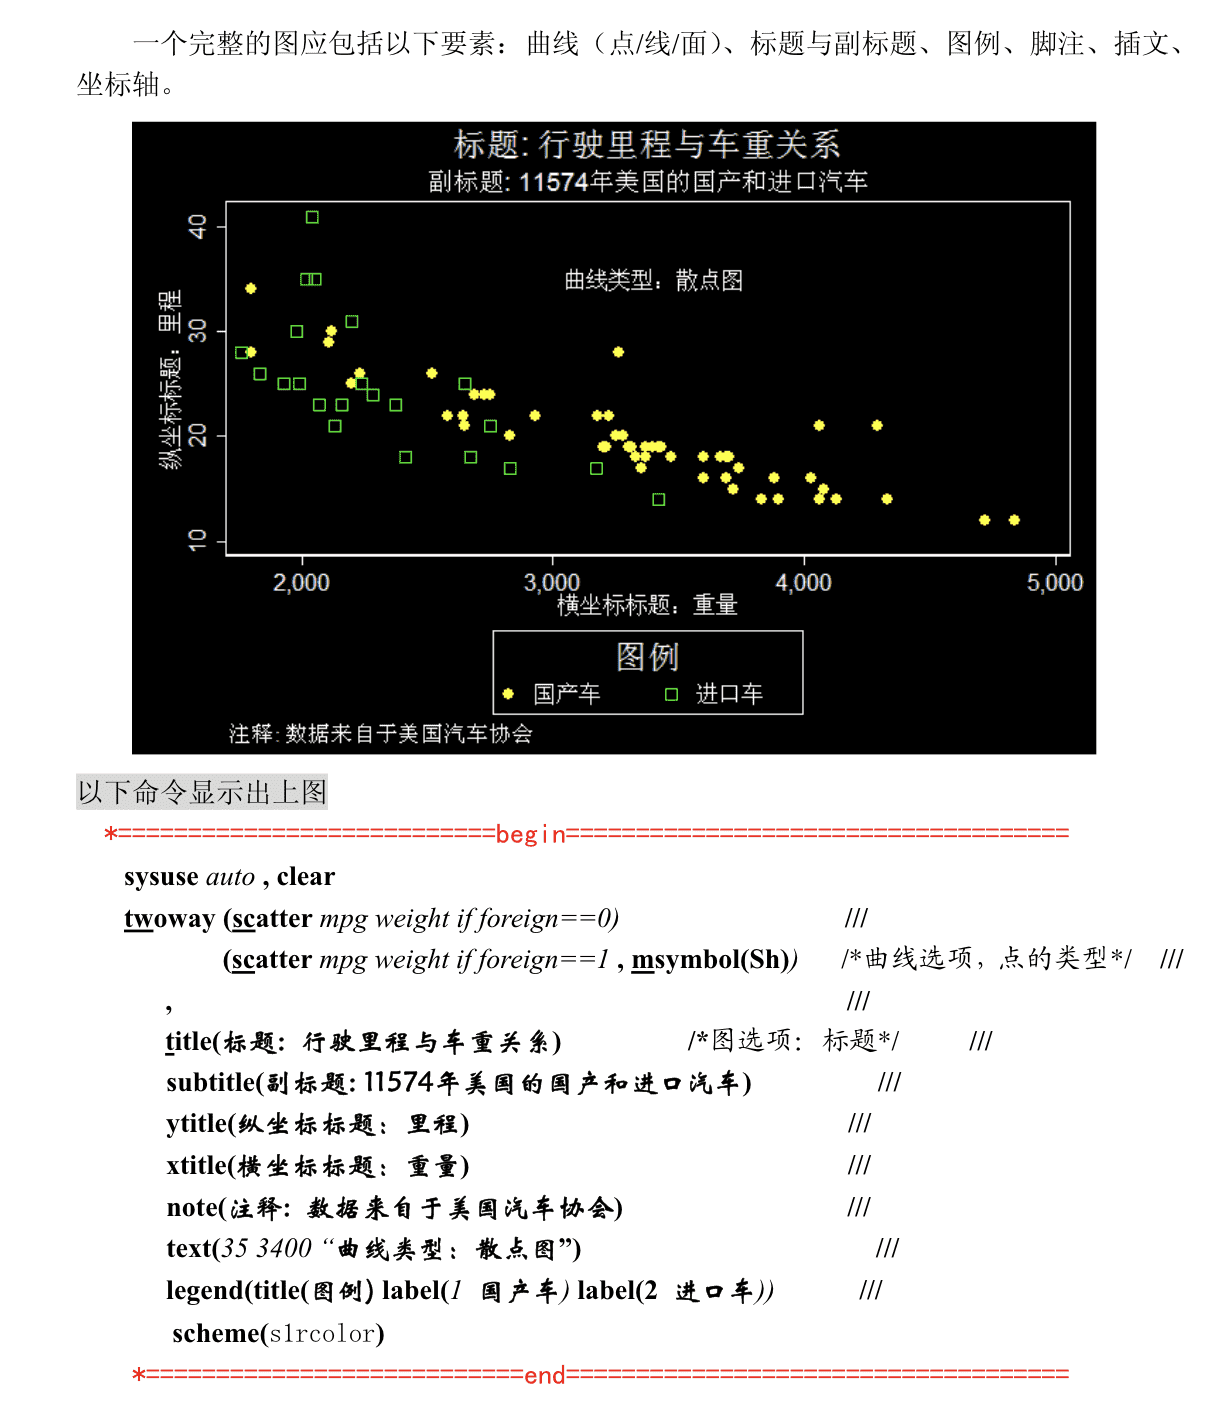 一个完整的图应包括以下要素：曲线（点/线/面）、标题与副标题、图例、脚注、插文、
坐标轴。
标题: 行驶里程与车重关系
副标题: 11574年美国的国产和进口汽车
40
30
20
10
纵坐标标题：里程
曲线类型：散点图
2,000
3,000
4,000
5,000
横坐标标题：重量
图例
国产车
进口车
注释: 数据来自于美国汽车协会
以下命令显示出上图
*===========================begin====================================
sysuse auto , clear
twoway (scatter mpg weight if foreign==0) ///
(scatter mpg weight if foreign==1 , msymbol(Sh)) /*曲线选项，点的类型*/ ///
, ///
title(标题：行驶里程与车重关系) /*图选项：标题*/ ///
subtitle(副标题: 11574年美国的国产和进口汽车) ///
ytitle(纵坐标标题：里程) ///
xtitle(横坐标标题：重量) ///
note(注释：数据来自于美国汽车协会) ///
text(35 3400 “曲线类型：散点图”) ///
legend(title(图例) label(1 国产车) label(2 进口车)) ///
scheme(s1rcolor)
*===========================end====================================